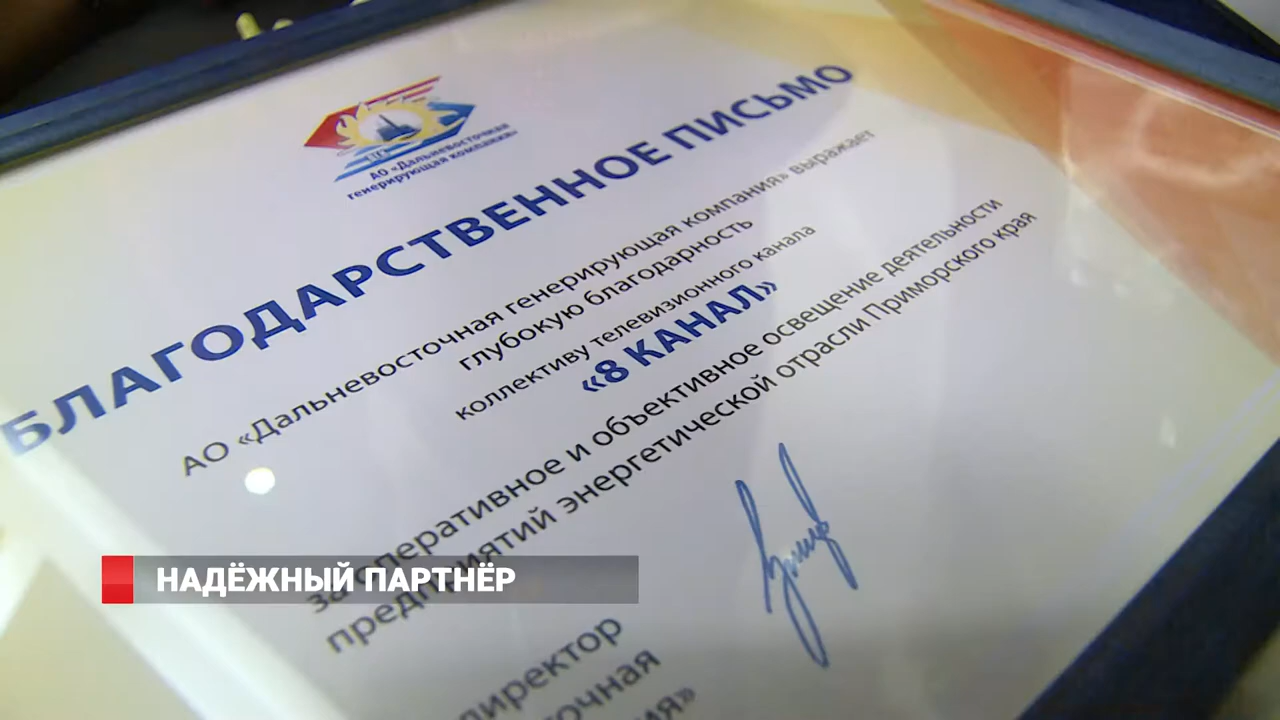 АО «Дальневосточная
генерирующая компания»
БЛАГОДАРСТВЕННОЕ ПИСЬМО
АО «Дальневосточная генерирующая компания» выражает
глубокую благодарность
коллективу телевизионного канала
«8 КАНАЛ»
за оперативное и объективное освещение деятельности
предприятий энергетической отрасли Приморского края
НАДЁЖНЫЙ ПАРТНЁР
директор